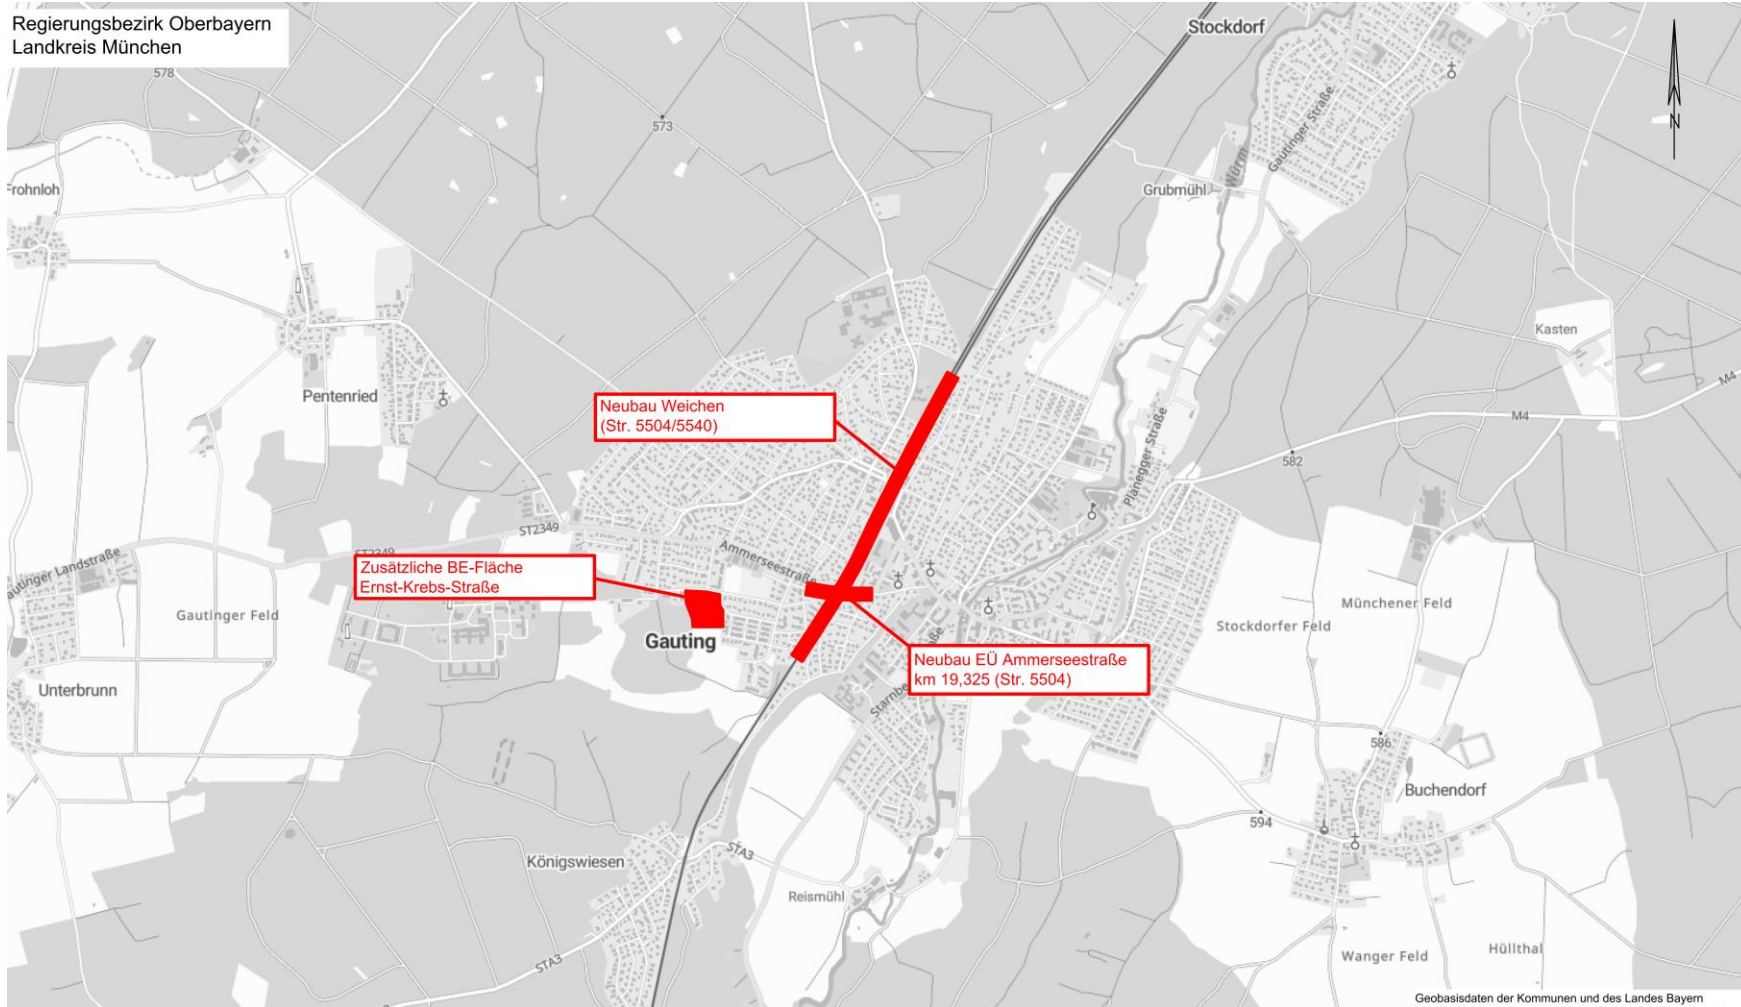 Regierungsbezirk Oberbayern
Landkreis München
Stockdorf
578
573
Gautinger Straße
Würm
Grubmühl
Frohnloh
Kasten
M4
M4
Pentenried
Neubau Weichen
(Str. 5504/5540)
Planegger Straße
582
ST2349
ST2349
Ammerseestraße
Gautinger Landstraße
Zusätzliche BE-Fläche
Ernst-Krebs-Straße
Gautinger Feld
Münchener Feld
Stockdorfer Feld
Gauting
Neubau EÜ Ammerseestraße
km 19,325 (Str. 5504)
Unterbrunn
586
Buchendorf
594
Königswiesen
STA3
Reismühl
STA3
Wanger Feld
Hüllthal
Geobasisdaten der Kommunen und des Landes Bayern
N